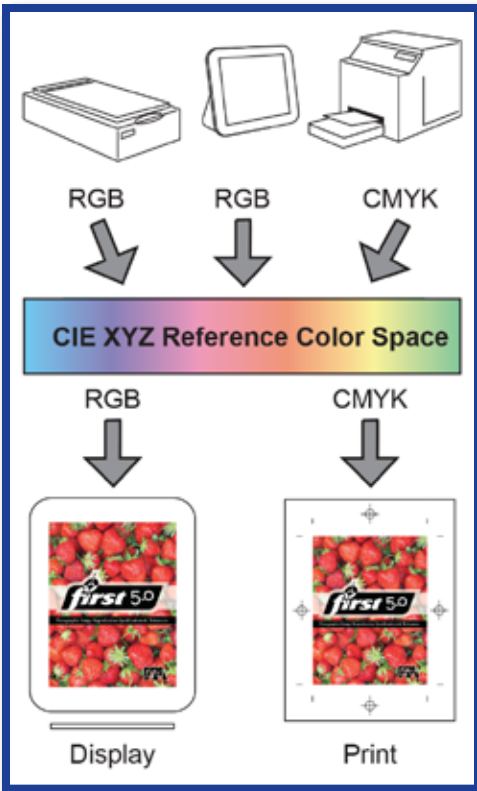 RGB
RGB
CMYK
CIE XYZ Reference Color Space
RGB
CMYK
first 5.0
first 5.0
Display
Print